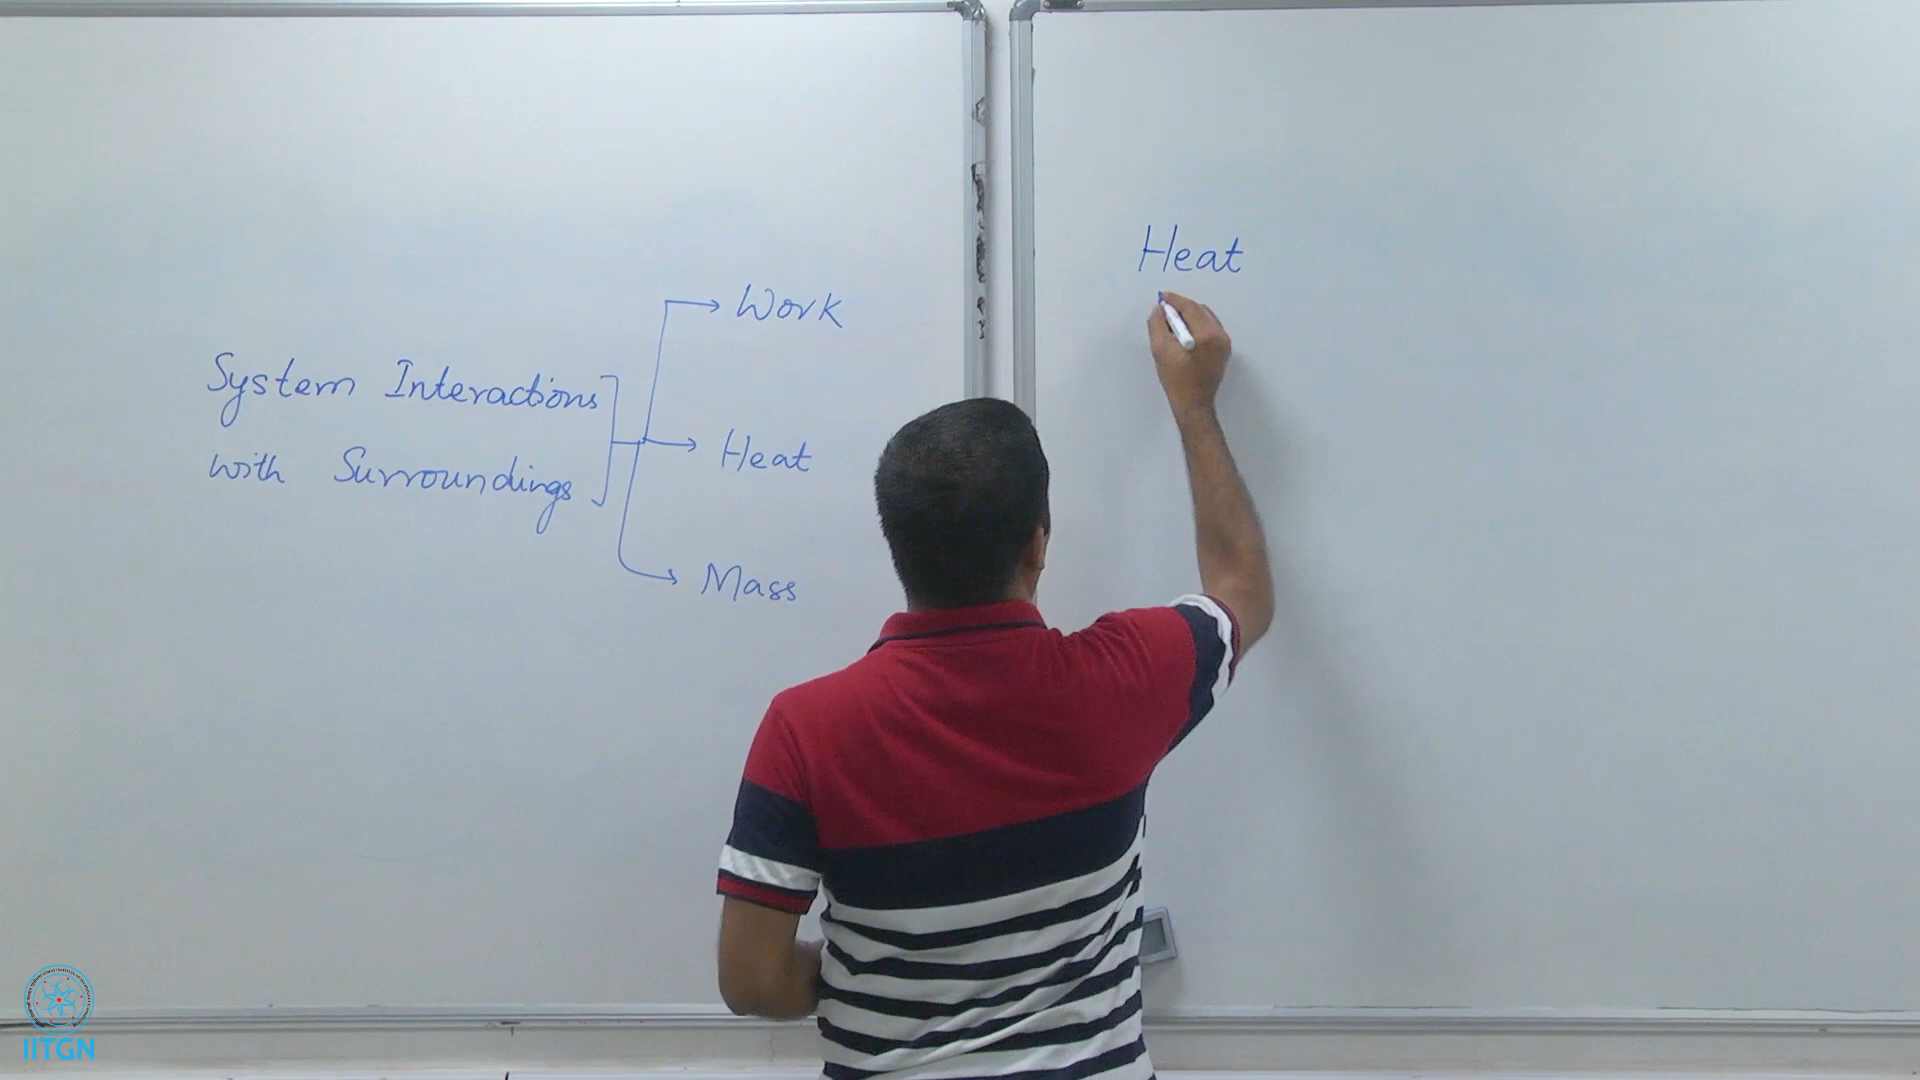 System Interactions
with Surroundings
Work
Heat
Mass
Heat
IITGN